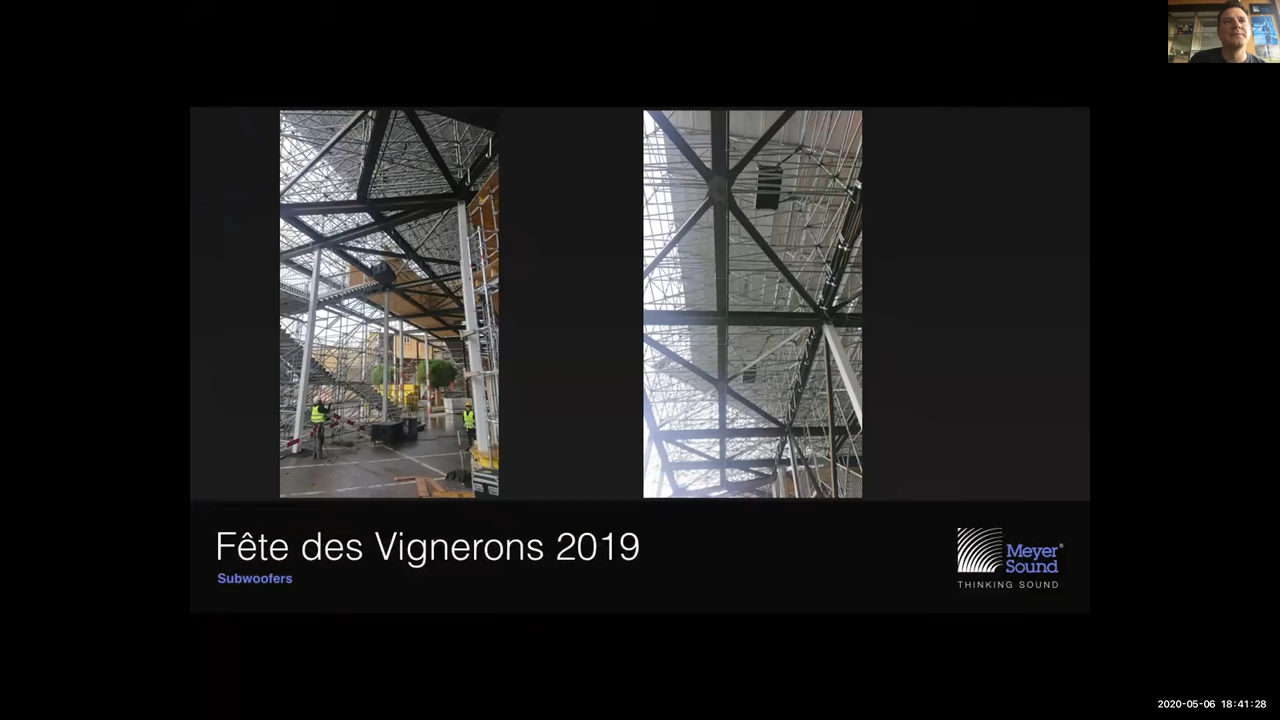 Fête des Vignerons 2019
Subwoofers
Meyer
Sound®
THINKING SOUND
2020-05-06 18:41:28